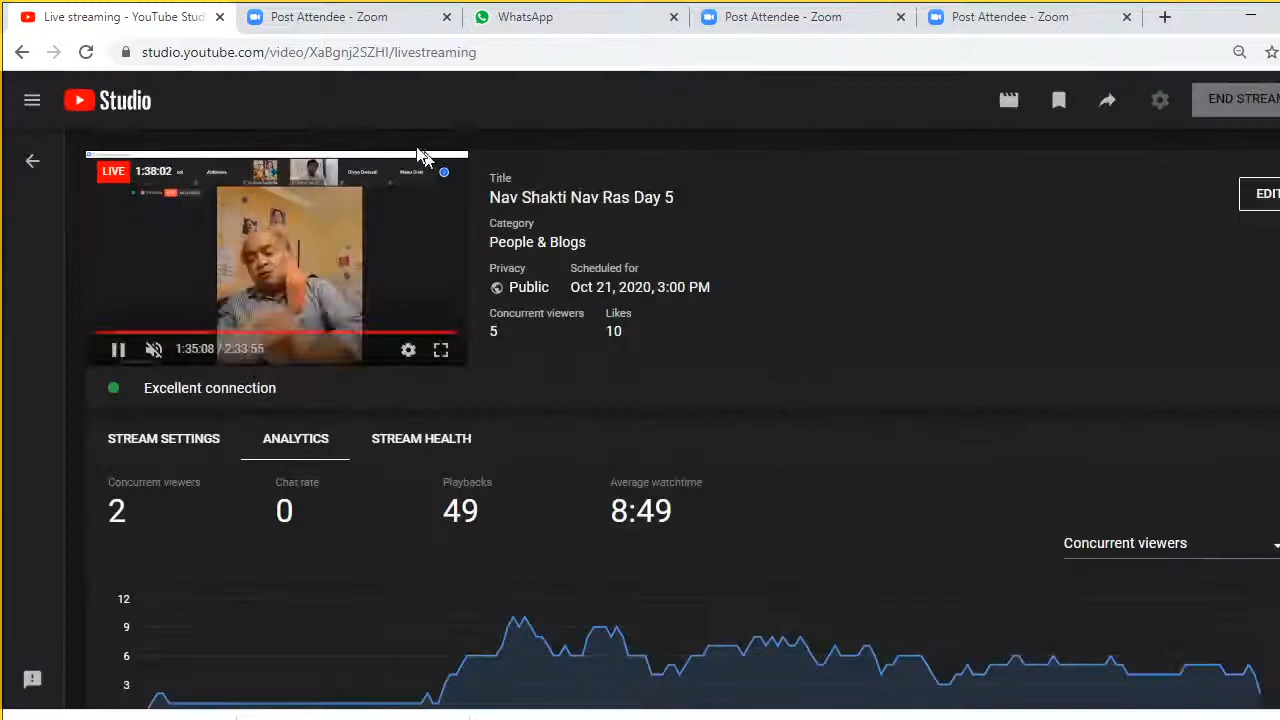 Live streaming - YouTube Stud
Post Attendee - Zoom
WhatsApp
Post Attendee - Zoom
Post Attendee - Zoom
studio.youtube.com/video/XaBgnj2SZHI/livestreaming
Studio
END STREAM
LIVE 1:38:02
Abhinava
Divya Dwivedi
1:35:08 / 2:33:55
Title
Nav Shakti Nav Ras Day 5
EDIT
Category
People & Blogs
Privacy Scheduled for
Public Oct 21, 2020, 3:00 PM
Concurrent viewers Likes
5 10
Excellent connection
STREAM SETTINGS ANALYTICS STREAM HEALTH
Concurrent viewers Chat rate Playbacks Average watchtime
2 0 49 8:49
Concurrent viewers
12
9
6
3